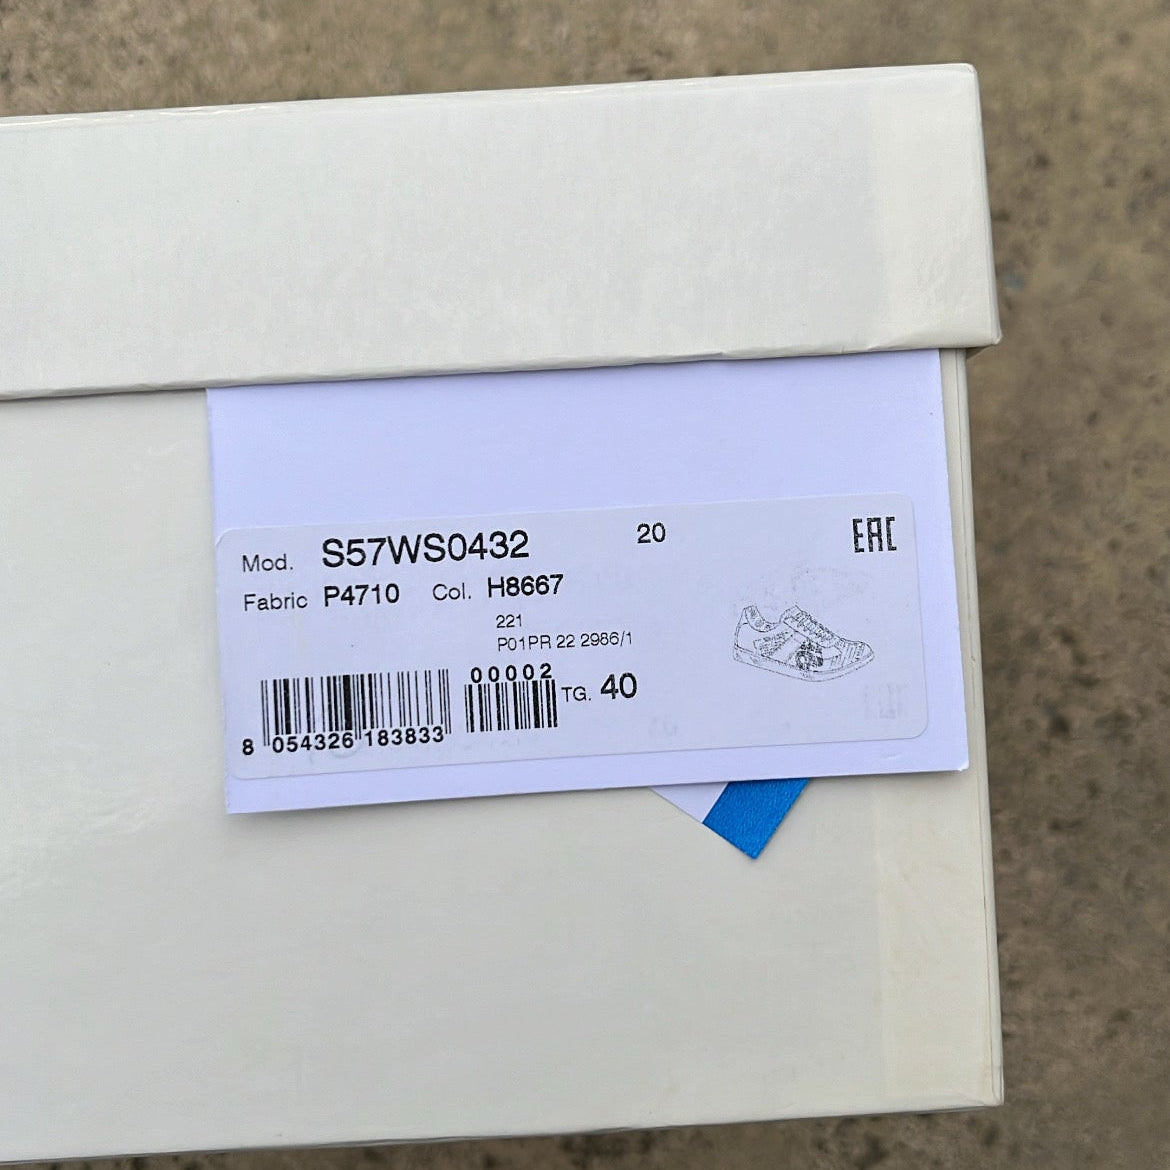 Mod. S57WS0432 20 EAC
Fabric P4710 Col. H8667
221
P01PR 22 2986/1
00002
TG. 40
8 054326 183833